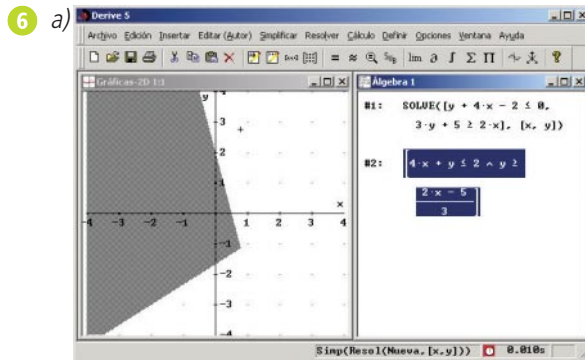 6 a)
Derive 5
Archivo Edición Insertar Editar (Autor) Simplificar Resolver Cálculo Definir Opciones Ventana Ayuda
= ≈ lim ∂ ∫ Σ Π
Gráficas-2D 1:1
Álgebra 1
y
4
3
2
1
x
-4 -3 -2 -1 1 2 3 4
-1
-2
-3
-4
#1: SOLVE([y + 4·x - 2 ≤ 0,
3·y + 5 ≥ 2·x], [x, y])
#2: 4·x + y ≤ 2 ∧ y ≥
2·x - 5
3
Simp(Resol(Nueva,[x,y])) 0.010s